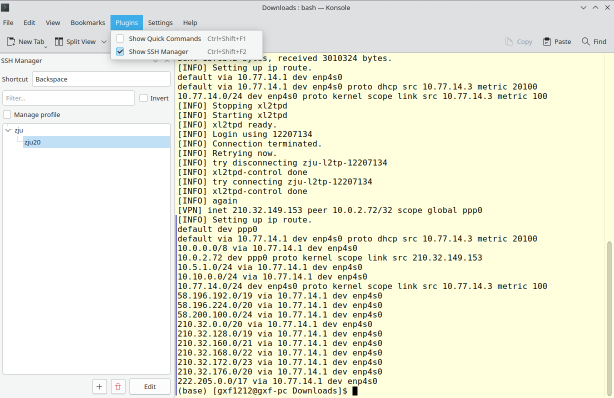 Downloads : bash — Konsole
File Edit View Bookmarks Plugins Settings Help
New Tab Split View Copy Paste Find
Show Quick Commands Ctrl+Shift+F1
Show SSH Manager Ctrl+Shift+F2
SSH Manager
Shortcut Backspace
Filter... Invert
Manage profile
zju
zju20
Edit
bytes, received 3010324 bytes.
[INFO] Setting up ip route.
default via 10.77.14.1 dev enp4s0
default via 10.77.14.1 dev enp4s0 proto dhcp src 10.77.14.3 metric 20100
10.77.14.0/24 dev enp4s0 proto kernel scope link src 10.77.14.3 metric 100
[INFO] Stopping xl2tpd
[INFO] Starting xl2tpd
[INFO] xl2tpd ready.
[INFO] Login using 12207134
[INFO] Connection terminated.
[INFO] Retrying now.
[INFO] try disconnecting zju-l2tp-12207134
[INFO] xl2tpd-control done
[INFO] try connecting zju-l2tp-12207134
[INFO] xl2tpd-control done
[INFO] again
[VPN] inet 210.32.149.153 peer 10.0.2.72/32 scope global ppp0
[INFO] Setting up ip route.
default dev ppp0
default via 10.77.14.1 dev enp4s0 proto dhcp src 10.77.14.3 metric 20100
10.0.0.0/8 via 10.77.14.1 dev enp4s0
10.0.2.72 dev ppp0 proto kernel scope link src 210.32.149.153
10.5.1.0/24 via 10.77.14.1 dev enp4s0
10.10.0.0/24 via 10.77.14.1 dev enp4s0
10.77.14.0/24 dev enp4s0 proto kernel scope link src 10.77.14.3 metric 100
58.196.192.0/19 via 10.77.14.1 dev enp4s0
58.196.224.0/20 via 10.77.14.1 dev enp4s0
58.200.100.0/24 via 10.77.14.1 dev enp4s0
210.32.0.0/20 via 10.77.14.1 dev enp4s0
210.32.128.0/19 via 10.77.14.1 dev enp4s0
210.32.160.0/21 via 10.77.14.1 dev enp4s0
210.32.168.0/22 via 10.77.14.1 dev enp4s0
210.32.172.0/23 via 10.77.14.1 dev enp4s0
210.32.176.0/20 via 10.77.14.1 dev enp4s0
222.205.0.0/17 via 10.77.14.1 dev enp4s0
(base) [gxf1212@gxf-pc Downloads]$